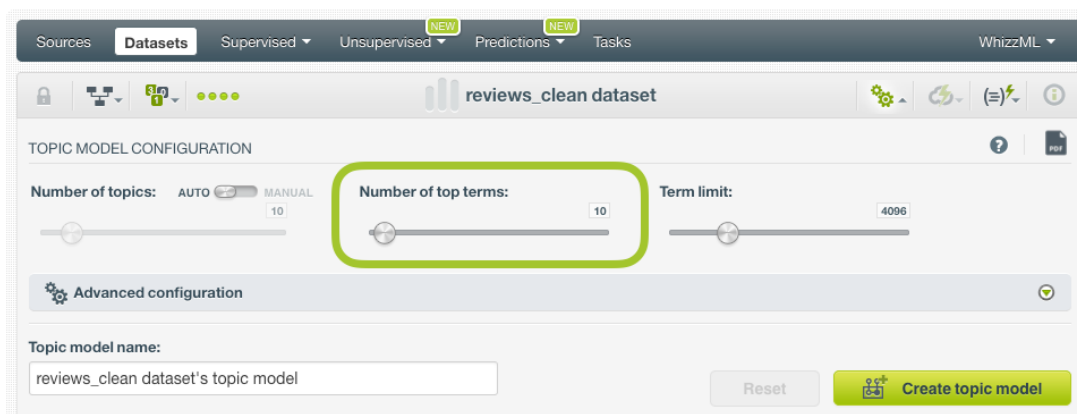 NEW NEW
Sources Datasets Supervised Unsupervised Predictions Tasks WhizzML
reviews_clean dataset
TOPIC MODEL CONFIGURATION
PDF
Number of topics: AUTO MANUAL Number of top terms: Term limit:
10 10 4096
Advanced configuration
Topic model name:
reviews_clean dataset's topic model
Reset Create topic model